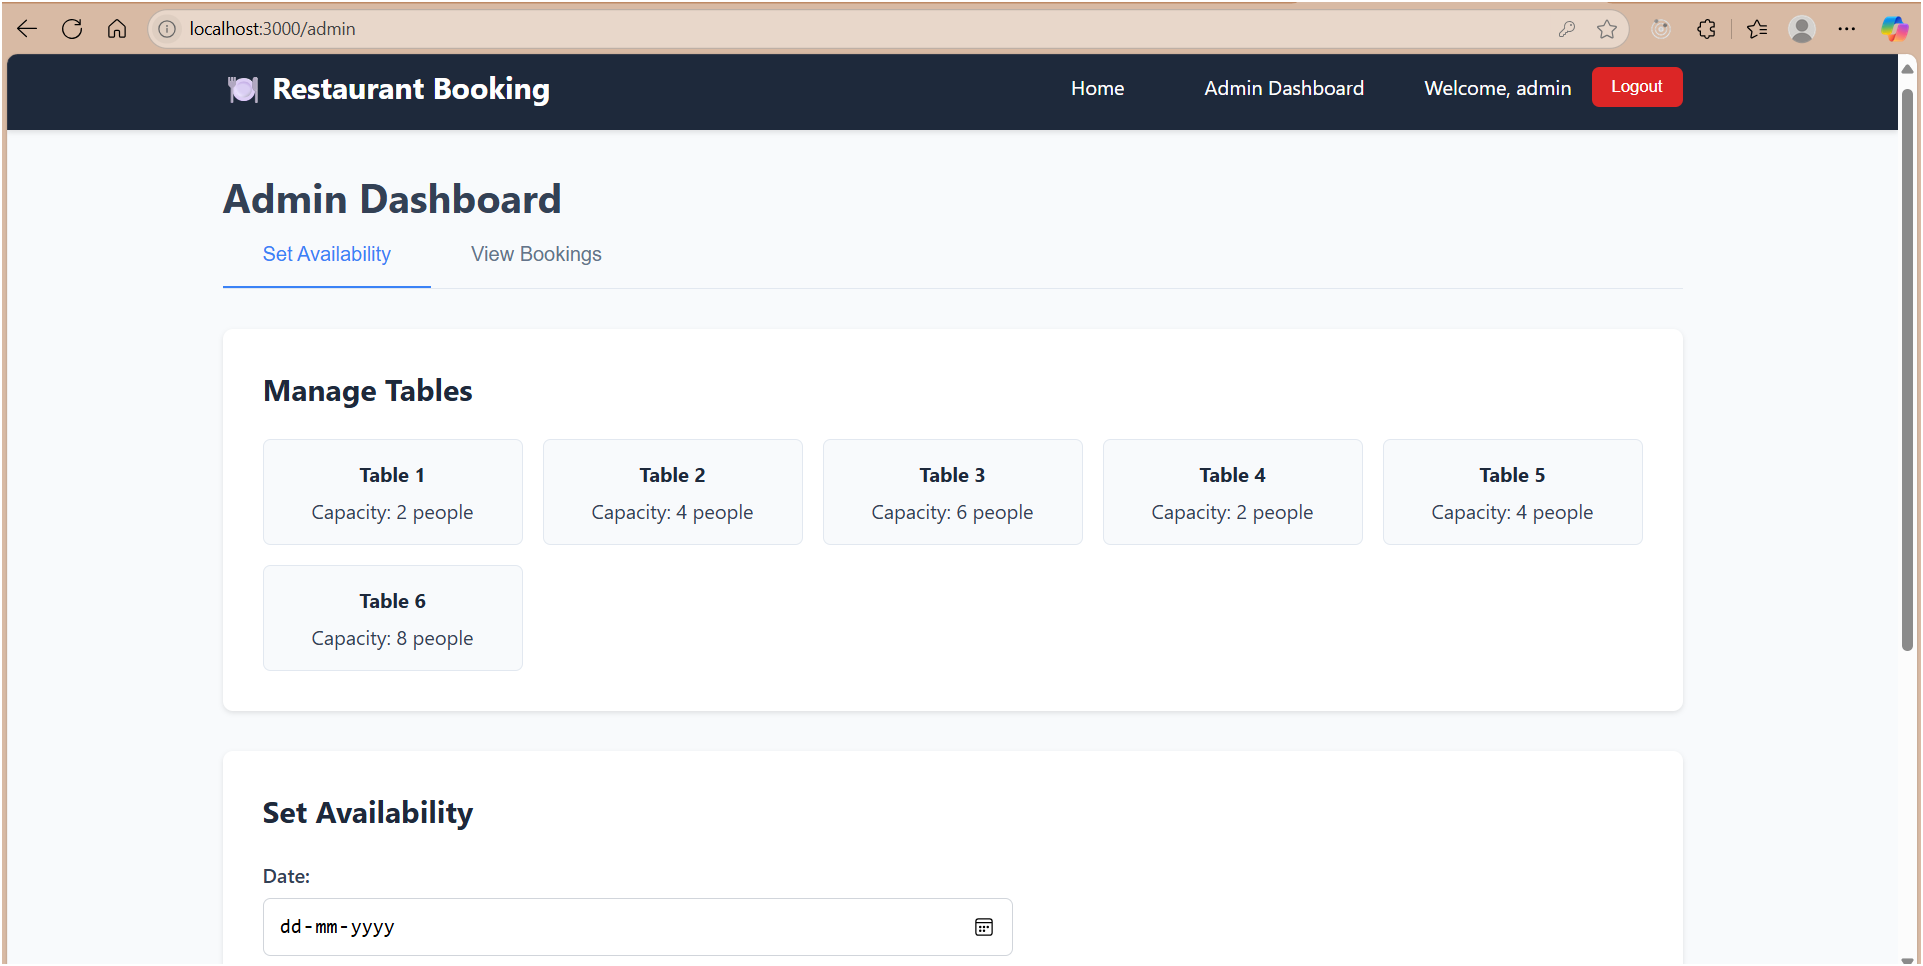 localhost:3000/admin
Restaurant Booking
Home
Admin Dashboard
Welcome, admin
Logout
Admin Dashboard
Set Availability
View Bookings
Manage Tables
Table 1
Capacity: 2 people
Table 2
Capacity: 4 people
Table 3
Capacity: 6 people
Table 4
Capacity: 2 people
Table 5
Capacity: 4 people
Table 6
Capacity: 8 people
Set Availability
Date:
dd-mm-yyyy